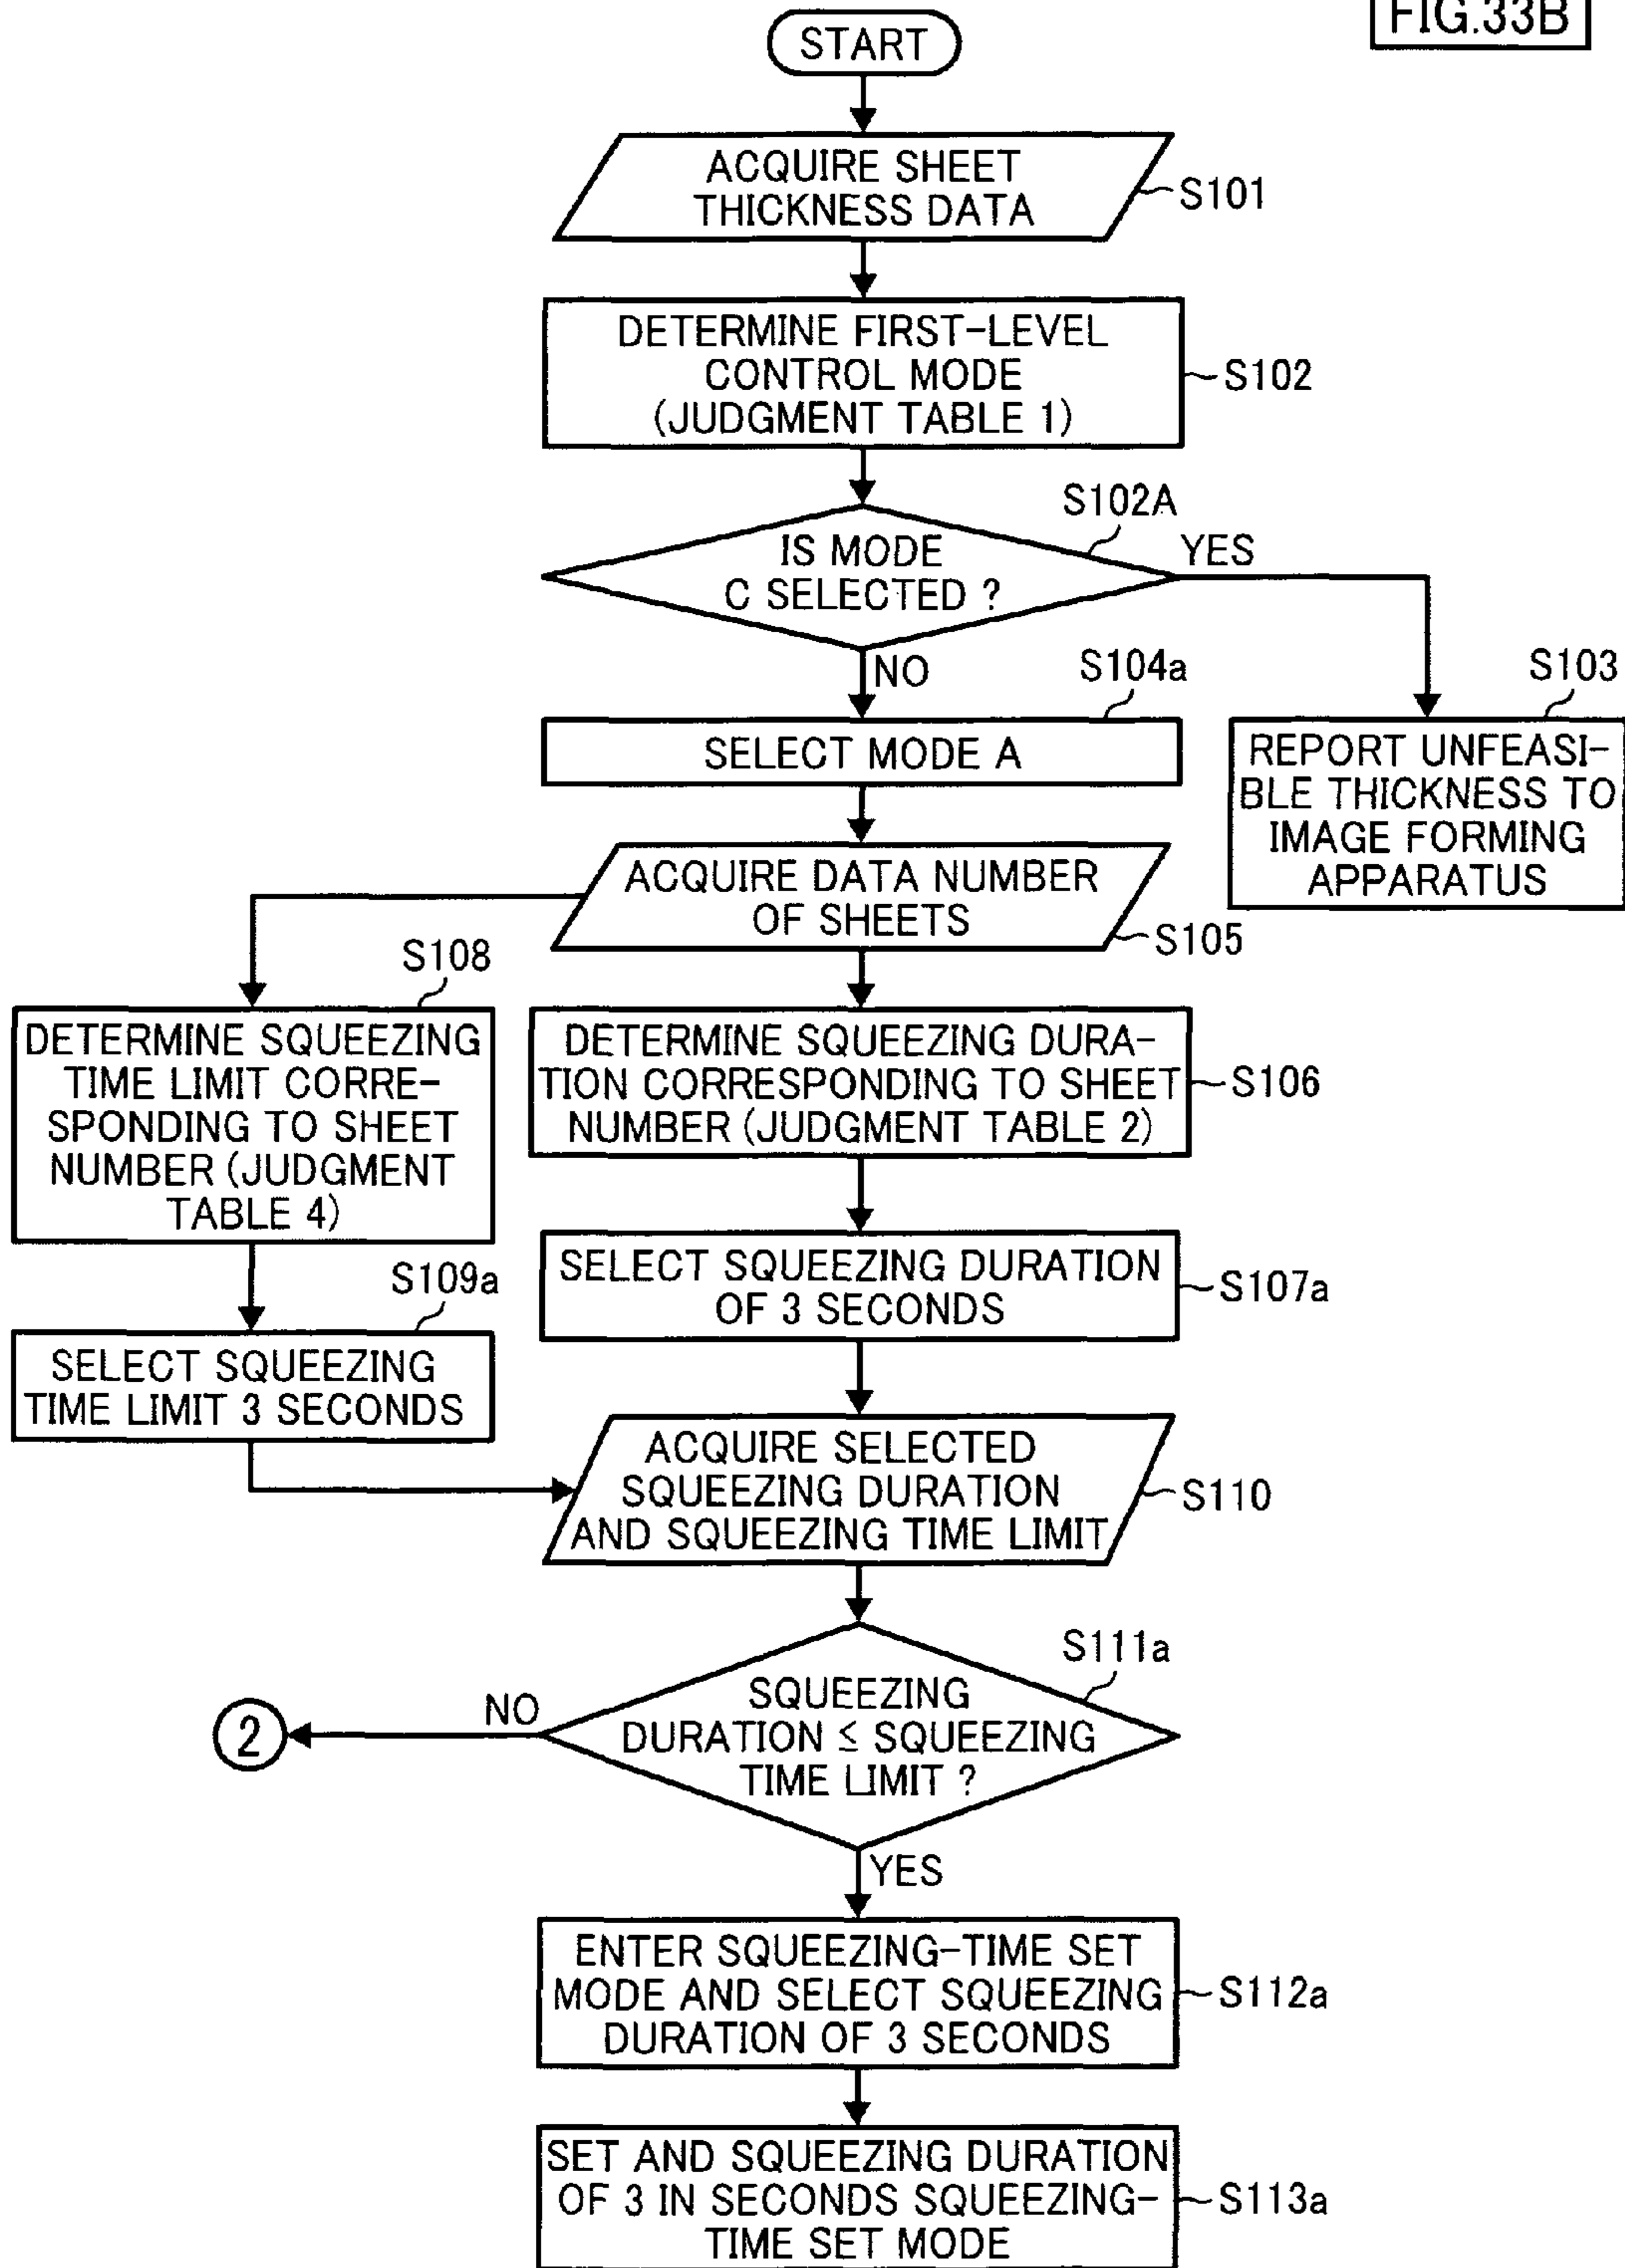 FIG.33B
START
ACQUIRE SHEET
THICKNESS DATA
S101
DETERMINE FIRST-LEVEL
CONTROL MODE
(JUDGMENT TABLE 1)
S102
S102A
IS MODE
C SELECTED ?
YES
NO
S104a
S103
SELECT MODE A
REPORT UNFEASI-
BLE THICKNESS TO
IMAGE FORMING
APPARATUS
ACQUIRE DATA NUMBER
OF SHEETS
S105
S108
DETERMINE SQUEEZING
TIME LIMIT CORRE-
SPONDING TO SHEET
NUMBER (JUDGMENT
TABLE 4)
DETERMINE SQUEEZING DURA-
TION CORRESPONDING TO SHEET
NUMBER (JUDGMENT TABLE 2)
S106
S109a
SELECT SQUEEZING
TIME LIMIT 3 SECONDS
SELECT SQUEEZING DURATION
OF 3 SECONDS
S107a
ACQUIRE SELECTED
SQUEEZING DURATION
AND SQUEEZING TIME LIMIT
S110
S111a
SQUEEZING
DURATION ≤ SQUEEZING
TIME LIMIT ?
NO
2
YES
ENTER SQUEEZING-TIME SET
MODE AND SELECT SQUEEZING
DURATION OF 3 SECONDS
S112a
SET AND SQUEEZING DURATION
OF 3 IN SECONDS SQUEEZING-
TIME SET MODE
S113a